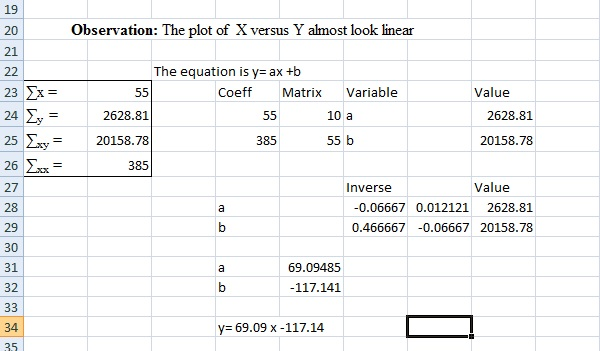 19
20 Observation: The plot of X versus Y almost look linear
21
22 The equation is y= ax +b
23 ∑x = 55 Coeff Matrix Variable Value
24 ∑y = 2628.81 55 10 a 2628.81
25 ∑xy = 20158.78 385 55 b 20158.78
26 ∑xx = 385
27 Inverse Value
28 a -0.06667 0.012121 2628.81
29 b 0.466667 -0.06667 20158.78
30
31 a 69.09485
32 b -117.141
33
34 y= 69.09 x -117.14
35